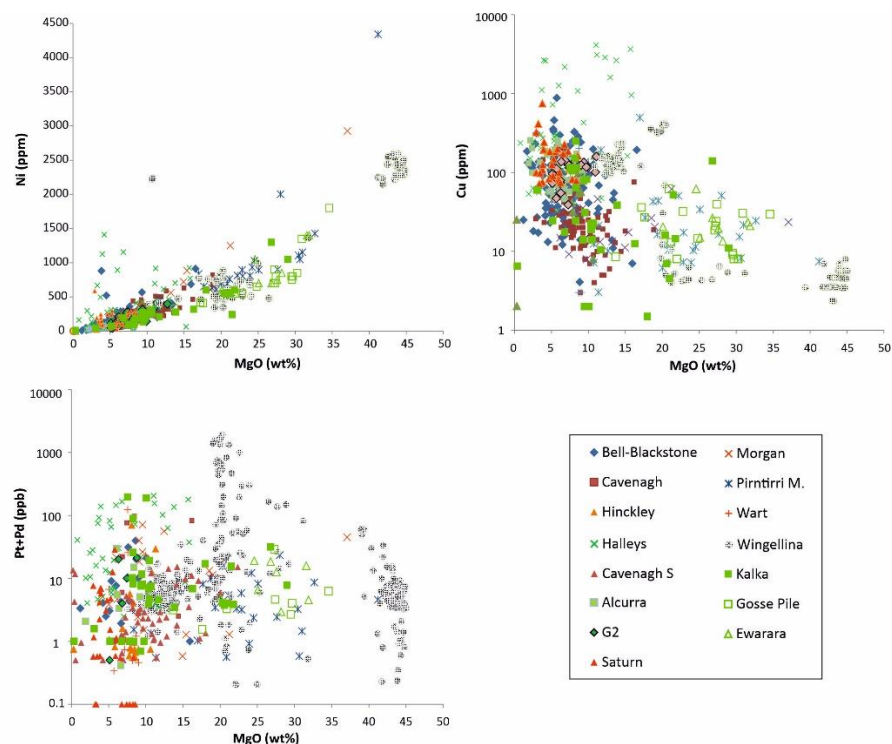 4500
4000
3500
3000
2500
2000
1500
1000
500
0
Ni (ppm)
0 5 10 15 20 25 30 35 40 45 50
MgO (wt%)
10000
1000
100
10
1
Cu (ppm)
0 5 10 15 20 25 30 35 40 45 50
MgO (wt%)
10000
1000
100
10
1
0.1
Pt+Pd (ppb)
0 5 10 15 20 25 30 35 40 45 50
MgO (wt%)
Bell-Blackstone
Cavenagh
Hinckley
Halleys
Cavenagh S
Alcurra
G2
Saturn
Morgan
Pirntirri M.
Wart
Wingellina
Kalka
Gosse Pile
Ewarara